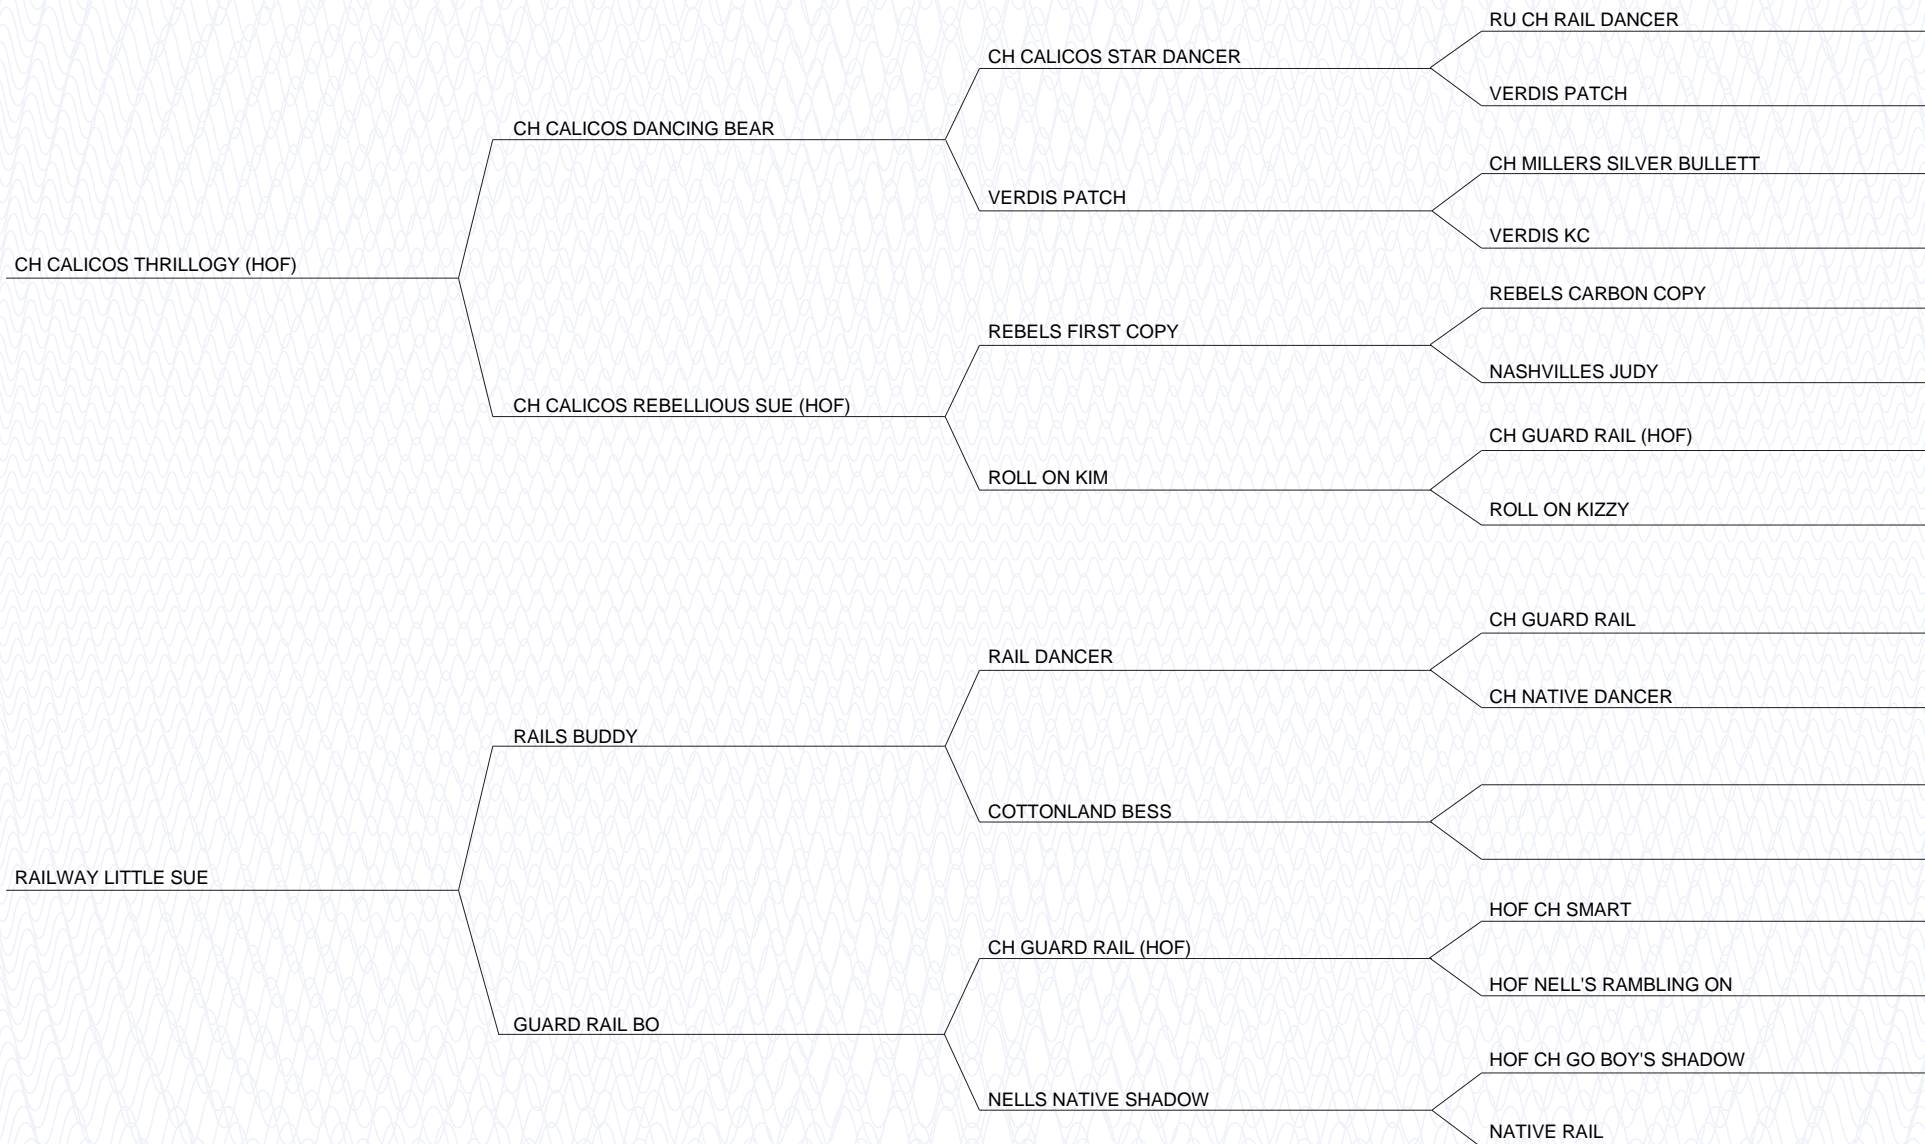 RU CH RAIL DANCER
CH CALICOS STAR DANCER
VERDIS PATCH
CH CALICOS DANCING BEAR
CH MILLERS SILVER BULLETT
VERDIS PATCH
VERDIS KC
CH CALICOS THRILLOGY (HOF)
REBELS CARBON COPY
REBELS FIRST COPY
NASHVILLES JUDY
CH CALICOS REBELLIOUS SUE (HOF)
CH GUARD RAIL (HOF)
ROLL ON KIM
ROLL ON KIZZY
CH GUARD RAIL
RAIL DANCER
CH NATIVE DANCER
RAILS BUDDY
COTTONLAND BESS
RAILWAY LITTLE SUE
HOF CH SMART
CH GUARD RAIL (HOF)
HOF NELL'S RAMBLING ON
GUARD RAIL BO
HOF CH GO BOY'S SHADOW
NELLS NATIVE SHADOW
NATIVE RAIL